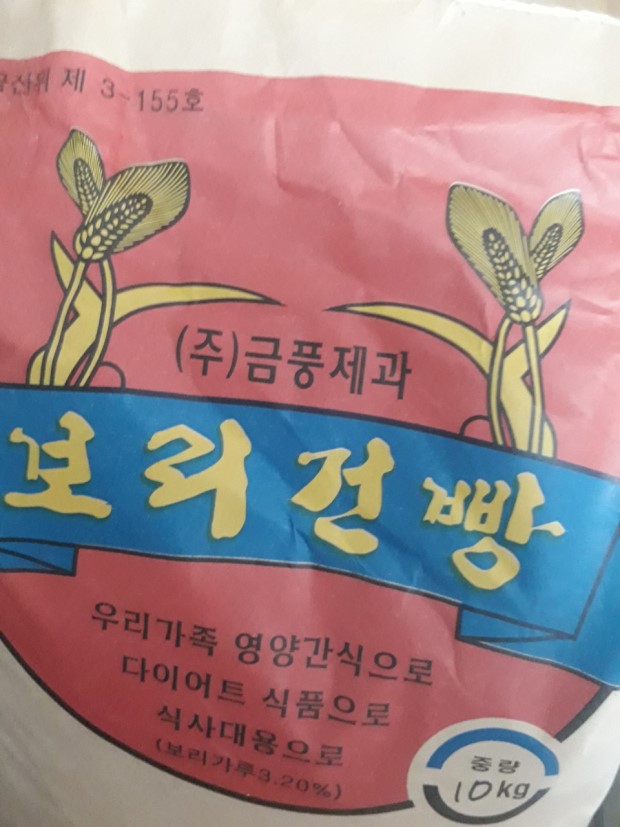 제 3-155호
(주)금풍제과
보리건빵
우리가족 영양간식으로
다이어트 식품으로
식사대용으로
(보리가루3.20%)
중량
10kg